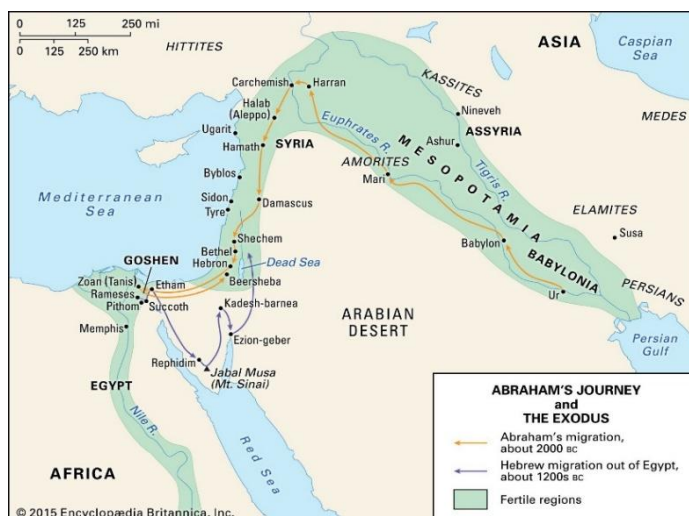 0 125 250 mi
0 125 250 km
HITTITES
ASIA
Caspian
Sea
Carchemish
Harran
KASSITES
Nineveh
MEDES
Halab
(Aleppo)
Ugarit
Euphrates R.
ASSYRIA
Ashur
Hamath
SYRIA
MESOPOTAMIA
Tigris R.
AMORITES
Mari
Byblos
Mediterranean
Sea
Sidon
Tyre
Damascus
ELAMITES
Susa
Shechem
Babylon
BABYLONIA
GOSHEN
Bethel
Hebron
Dead Sea
PERSIANS
Zoan (Tanis)
Etham
Beersheba
Rameses
Pithom
Succoth
Kadesh-barnea
Ur
ARABIAN
DESERT
Memphis
Ezion-geber
Persian
Gulf
Rephidim
Jabal Musa
(Mt. Sinai)
EGYPT
Nile R.
Red Sea
AFRICA
ABRAHAM'S JOURNEY
and
THE EXODUS
Abraham's migration,
about 2000 BC
Hebrew migration out of Egypt,
about 1200s BC
Fertile regions
© 2015 Encyclopædia Britannica, Inc.